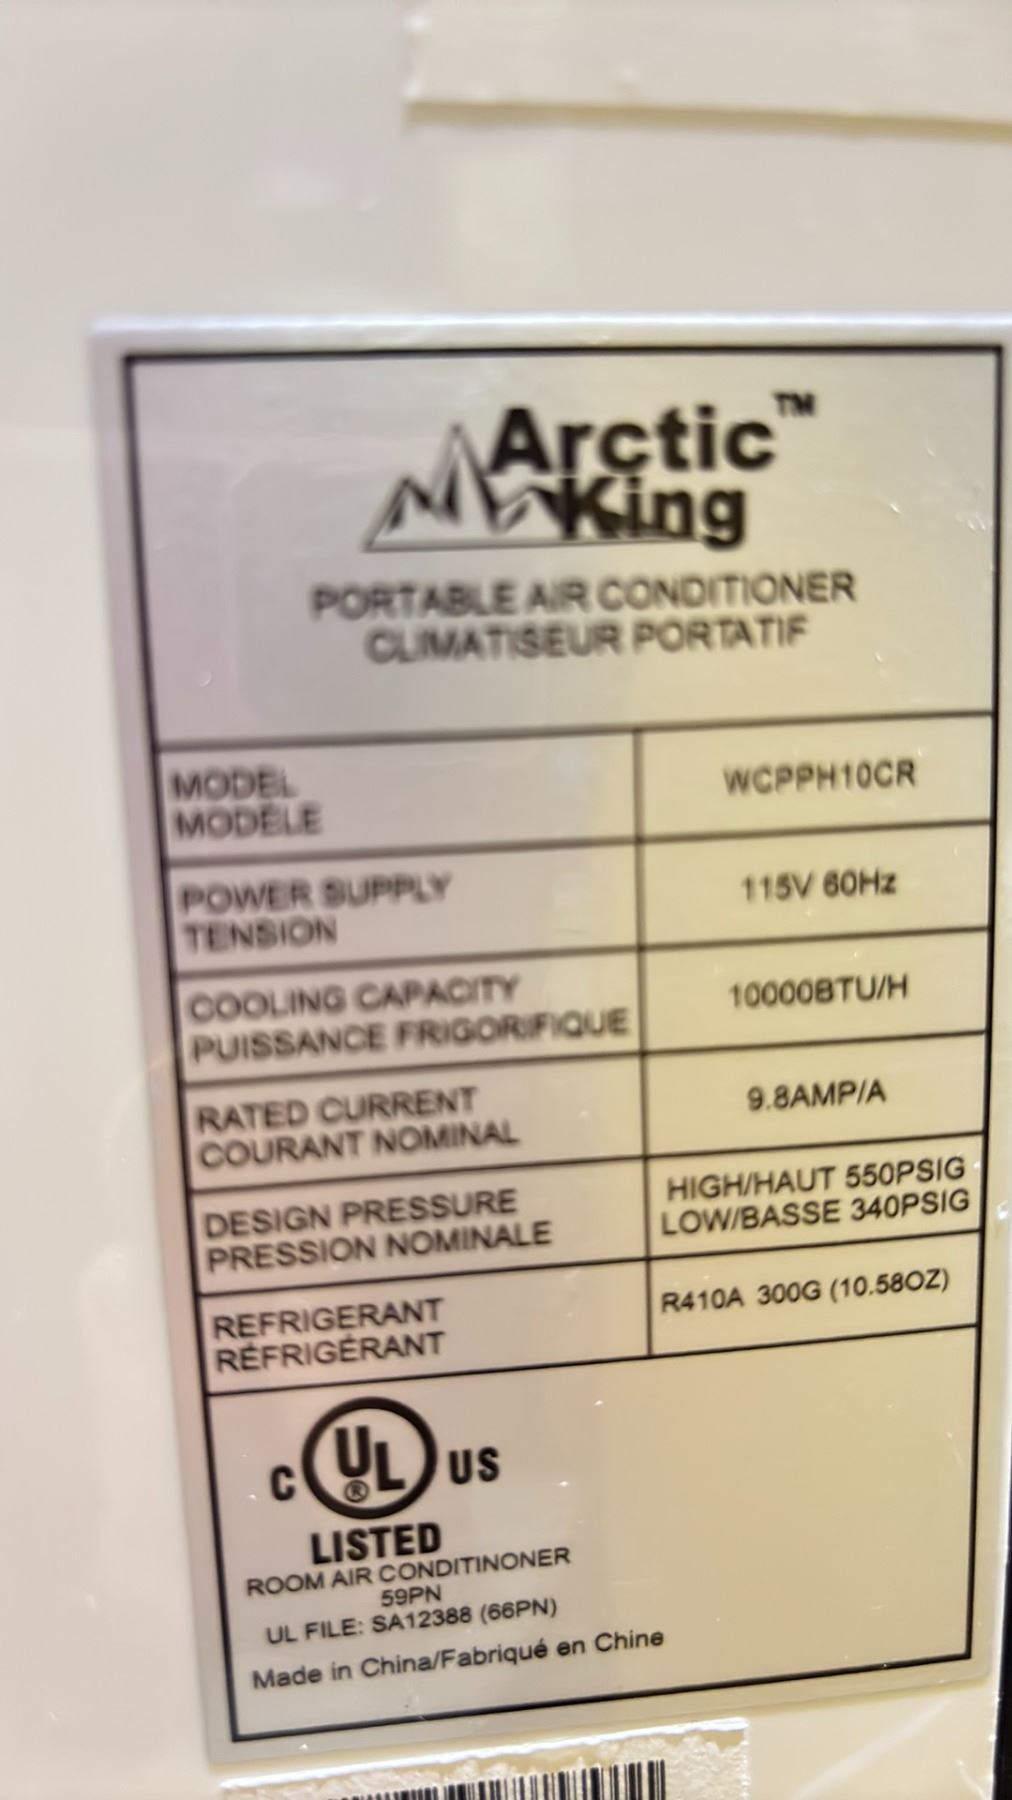 Arctic™
King
PORTABLE AIR CONDITIONER
CLIMATISEUR PORTATIF
MODEL
MODÈLE
WCPPH10CR
POWER SUPPLY
TENSION
115V 60Hz
COOLING CAPACITY
PUISSANCE FRIGORIFIQUE
10000BTU/H
RATED CURRENT
COURANT NOMINAL
9.8AMP/A
DESIGN PRESSURE
PRESSION NOMINALE
HIGH/HAUT 550PSIG
LOW/BASSE 340PSIG
REFRIGERANT
RÉFRIGÉRANT
R410A 300G (10.58OZ)
C UL® US
LISTED
ROOM AIR CONDITINONER
59PN
UL FILE: SA12388 (66PN)
Made in China/Fabriqué en Chine